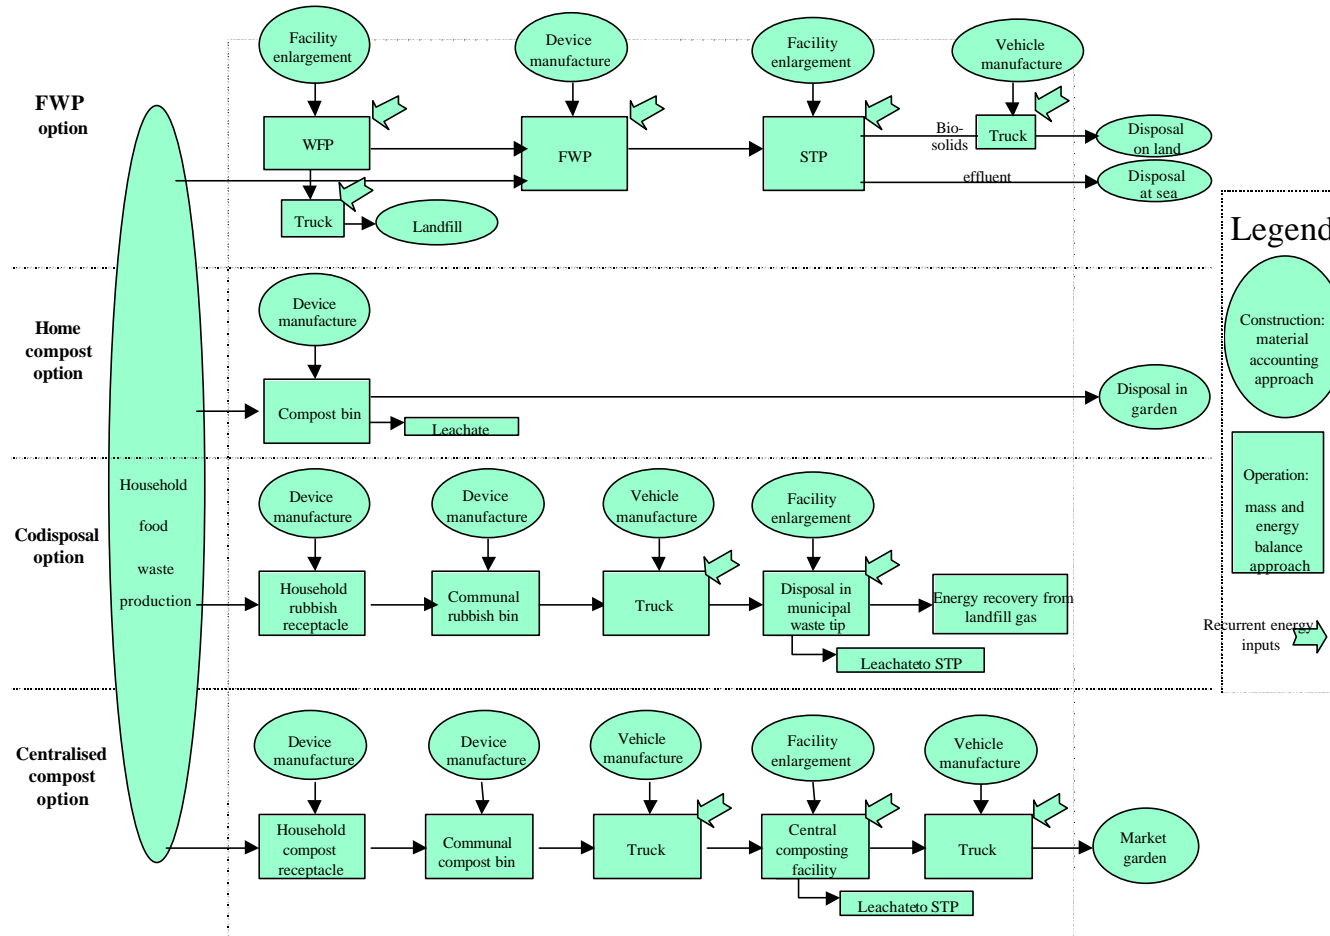 Facility
enlargement
Device
manufacture
Facility
enlargement
Vehicle
manufacture
FWP
option
WFP
FWP
STP
Bio-
solids
Truck
Disposal
on land
effluent
Disposal
at sea
Truck
Landfill
Legend
Construction:
material
accounting
approach
Operation:
mass and
energy
balance
approach
Recurrent energy
inputs
Home
compost
option
Device
manufacture
Compost bin
Leachate
Disposal in
garden
Household
food
waste
production
Codisposal
option
Device
manufacture
Device
manufacture
Vehicle
manufacture
Facility
enlargement
Household
rubbish
receptacle
Communal
rubbish bin
Truck
Disposal in
municipal
waste tip
Energy recovery from
landfill gas
Leachateto STP
Centralised
compost
option
Device
manufacture
Device
manufacture
Vehicle
manufacture
Facility
enlargement
Vehicle
manufacture
Household
compost
receptacle
Communal
compost bin
Truck
Central
composting
facility
Truck
Market
garden
Leachateto STP